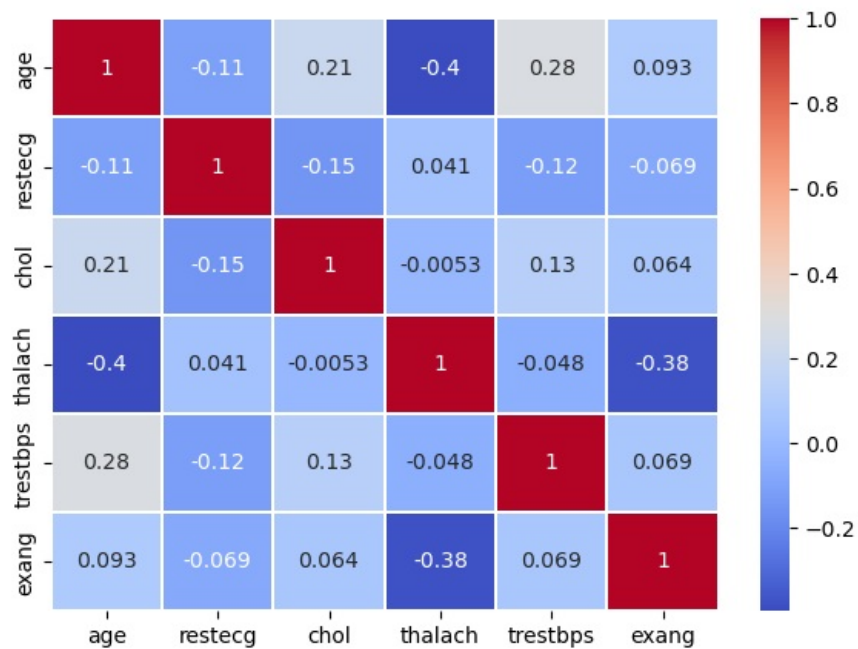 age 1 -0.11 0.21 -0.4 0.28 0.093
restecg -0.11 1 -0.15 0.041 -0.12 -0.069
chol 0.21 -0.15 1 -0.0053 0.13 0.064
thalach -0.4 0.041 -0.0053 1 -0.048 -0.38
trestbps 0.28 -0.12 0.13 -0.048 1 0.069
exang 0.093 -0.069 0.064 -0.38 0.069 1
age restecg chol thalach trestbps exang
1.0
0.8
0.6
0.4
0.2
0.0
−0.2